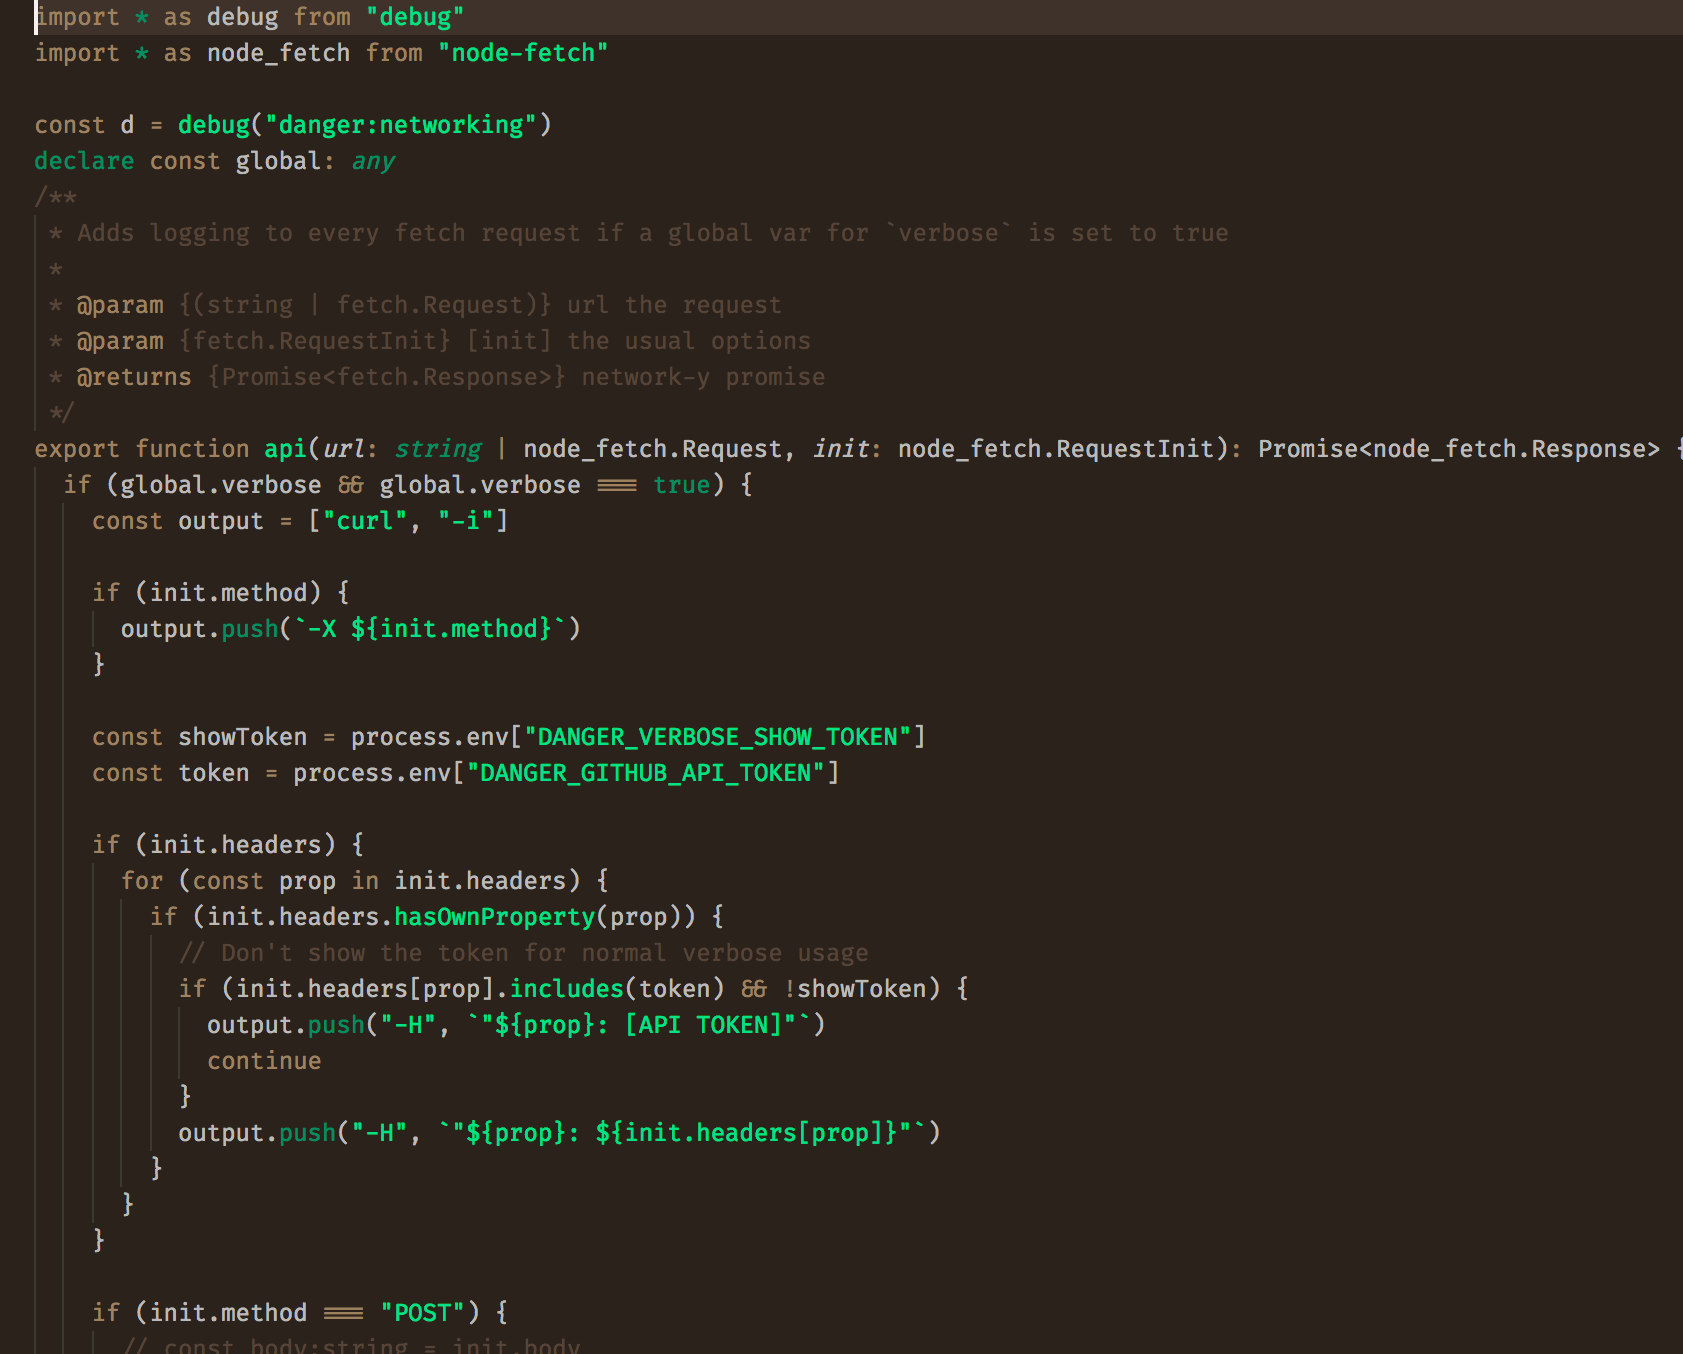 import * as debug from "debug"
import * as node_fetch from "node-fetch"
const d = debug("danger:networking")
declare const global: any
/**
* Adds logging to every fetch request if a global var for `verbose` is set to true
*
* @param {(string | fetch.Request)} url the request
* @param {fetch.RequestInit} [init] the usual options
* @returns {Promise<fetch.Response>} network-y promise
*/
export function api(url: string | node_fetch.Request, init: node_fetch.RequestInit): Promise<node_fetch.Response> {
if (global.verbose && global.verbose === true) {
const output = ["curl", "-i"]
if (init.method) {
output.push(`-X ${init.method}`)
}
const showToken = process.env["DANGER_VERBOSE_SHOW_TOKEN"]
const token = process.env["DANGER_GITHUB_API_TOKEN"]
if (init.headers) {
for (const prop in init.headers) {
if (init.headers.hasOwnProperty(prop)) {
// Don't show the token for normal verbose usage
if (init.headers[prop].includes(token) && !showToken) {
output.push("-H", `"${prop}: [API TOKEN]"`)
continue
}
output.push("-H", `"${prop}: ${init.headers[prop]}"`)
}
}
}
if (init.method === "POST") {
// const body:string = init.body